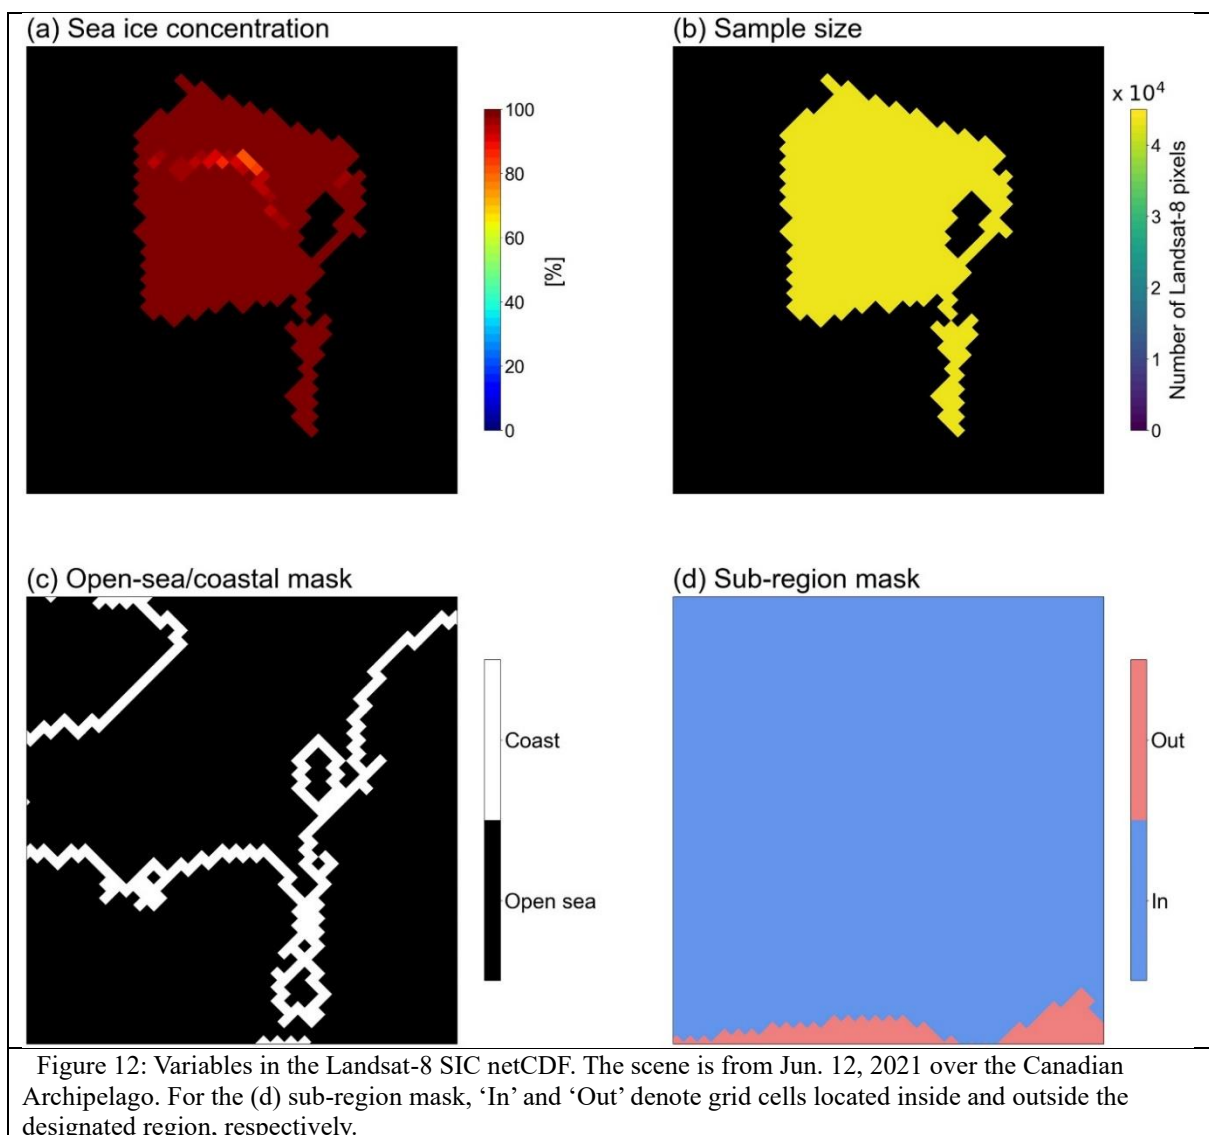 (a) Sea ice concentration
(b) Sample size
100
80
60
40
20
0
[%]
x 10⁴
4
3
2
1
0
Number of Landsat-8 pixels
(c) Open-sea/coastal mask
(d) Sub-region mask
Coast
Open sea
Out
In
Figure 12: Variables in the Landsat-8 SIC netCDF. The scene is from Jun. 12, 2021 over the Canadian
Archipelago. For the (d) sub-region mask, ‘In’ and ‘Out’ denote grid cells located inside and outside the
designated region, respectively.